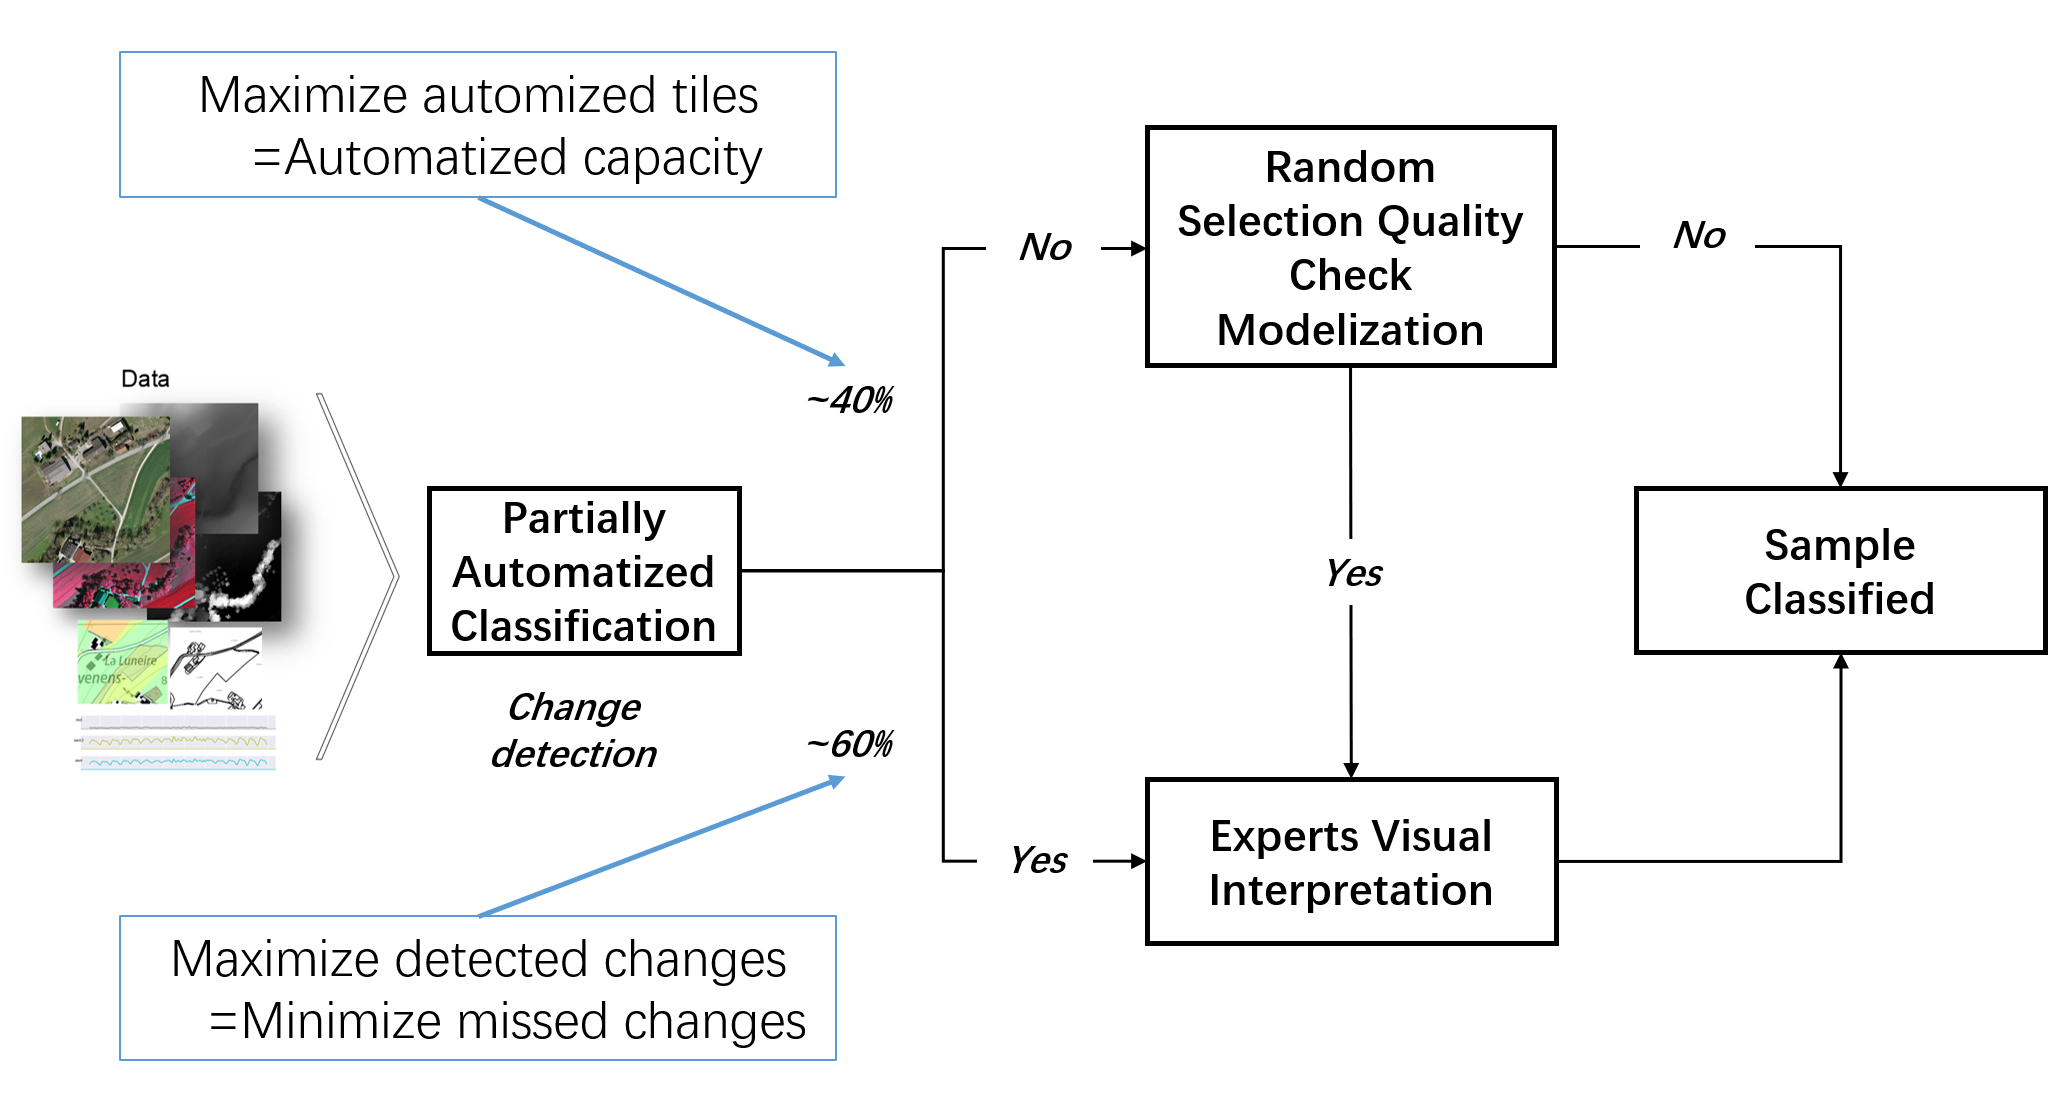 Maximize automized tiles
=Automatized capacity
Random
Selection Quality
Check
Modelization
No
No
Data
~40%
Partially
Automatized
Classification
Change
detection
La Luneire
venens-
8
~60%
Yes
Sample
Classified
Yes
Experts Visual
Interpretation
Maximize detected changes
=Minimize missed changes